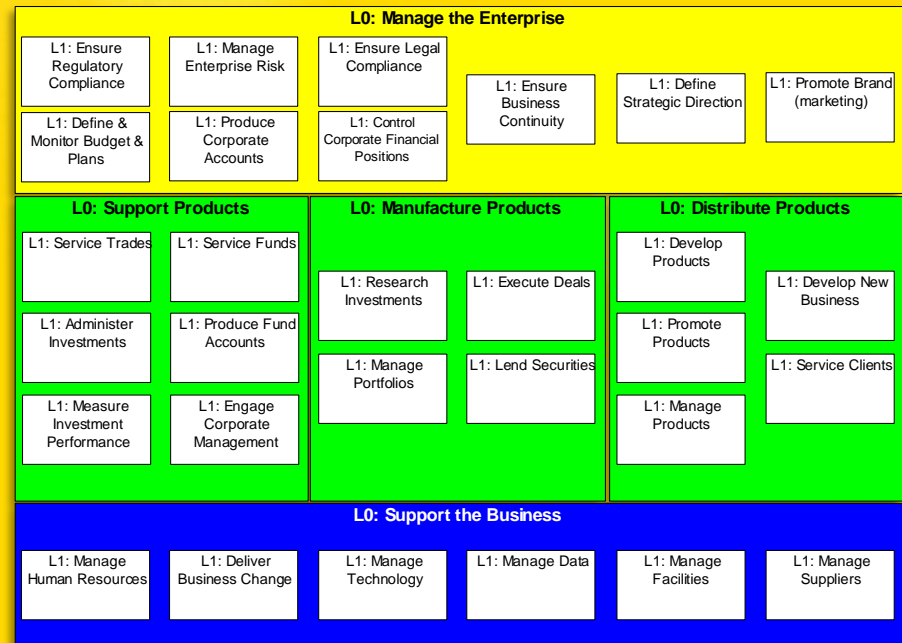 L0: Manage the Enterprise
L1: Ensure
Regulatory
Compliance
L1: Manage
Enterprise Risk
L1: Ensure Legal
Compliance
L1: Ensure
Business
Continuity
L1: Define
Strategic Direction
L1: Promote Brand
(marketing)
L1: Define &
Monitor Budget &
Plans
L1: Produce
Corporate
Accounts
L1: Control
Corporate Financial
Positions
L0: Support Products
L1: Service Trades
L1: Service Funds
L1: Administer
Investments
L1: Produce Fund
Accounts
L1: Measure
Investment
Performance
L1: Engage
Corporate
Management
L0: Manufacture Products
L1: Research
Investments
L1: Execute Deals
L1: Manage
Portfolios
L1: Lend Securities
L0: Distribute Products
L1: Develop
Products
L1: Develop New
Business
L1: Promote
Products
L1: Service Clients
L1: Manage
Products
L0: Support the Business
L1: Manage
Human Resources
L1: Deliver
Business Change
L1: Manage
Technology
L1: Manage Data
L1: Manage
Facilities
L1: Manage
Suppliers